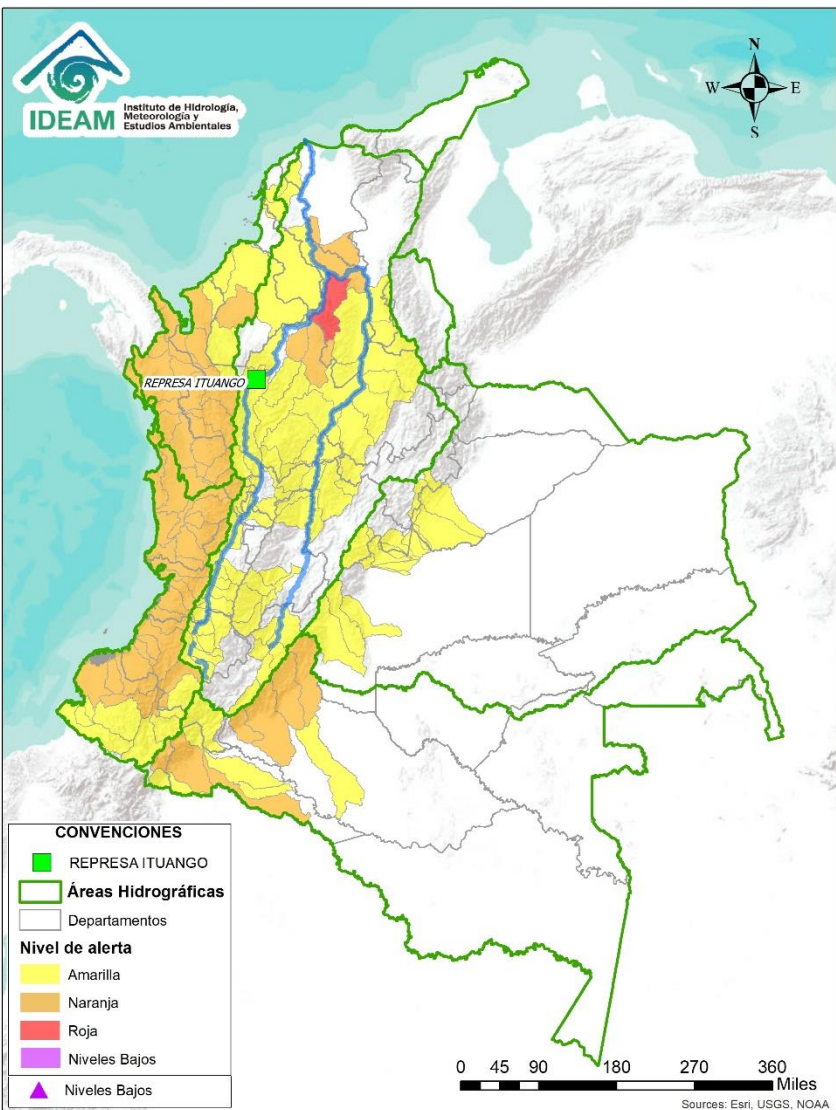 IDEAM
Instituto de Hidrología,
Meteorología y
Estudios Ambientales
N
W
E
S
REPRESA ITUANGO
CONVENCIONES
REPRESA ITUANGO
Áreas Hidrográficas
Departamentos
Nivel de alerta
Amarilla
Naranja
Roja
Niveles Bajos
Niveles Bajos
0 45 90 180 270 360
Miles
Sources: Esri, USGS, NOAA